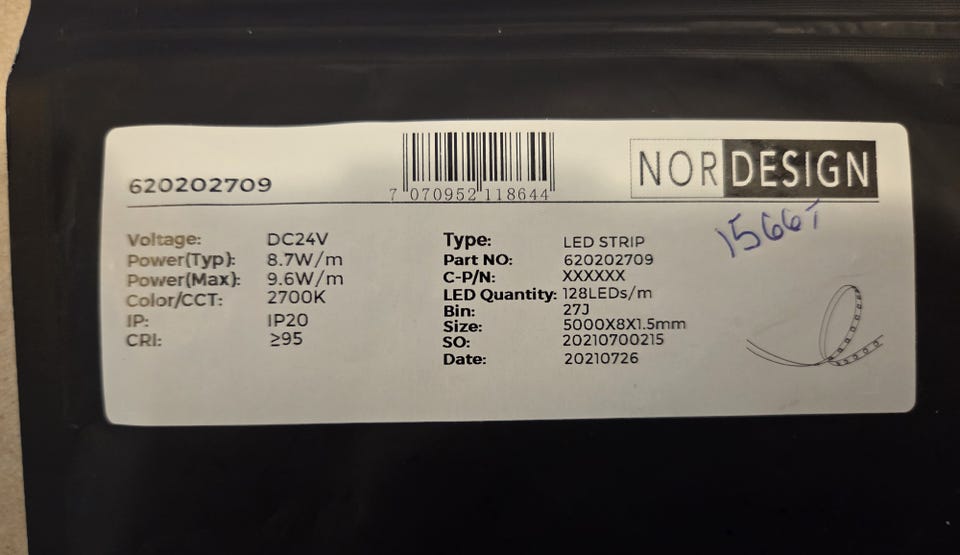 620202709
7 070952 118644
NORDESIGN
Voltage: DC24V
Power(Typ): 8.7W/m
Power(Max): 9.6W/m
Color/CCT: 2700K
IP: IP20
CRI: ≥95
Type: LED STRIP
Part NO: 620202709
C-P/N: XXXXXX
LED Quantity: 128LEDs/m
Bin: 27J
Size: 5000X8X1.5mm
SO: 20210700215
Date: 20210726